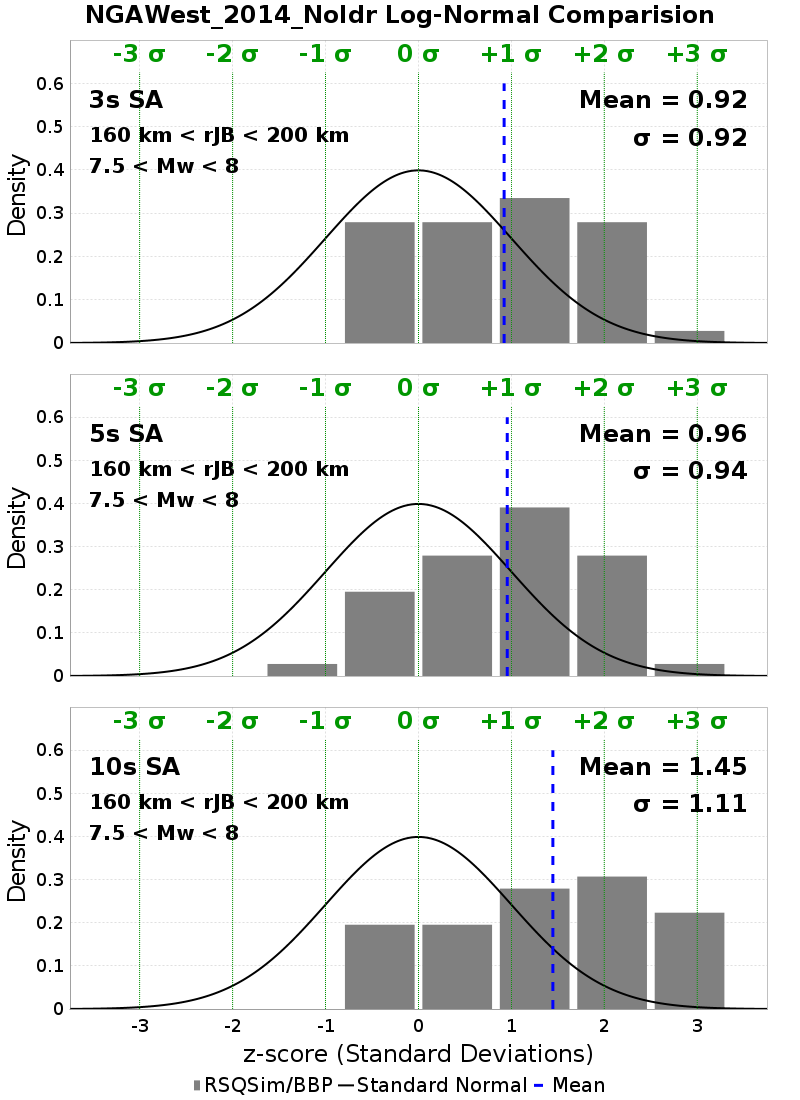 NGAWest_2014_NoIdr Log-Normal Comparision
-3 σ -2 σ -1 σ 0 σ +1 σ +2 σ +3 σ
3s SA
160 km < rJB < 200 km
7.5 < Mw < 8
Mean = 0.92
σ = 0.92
0.6
0.5
0.4
0.3
0.2
0.1
0
Density
-3 σ -2 σ -1 σ 0 σ +1 σ +2 σ +3 σ
5s SA
160 km < rJB < 200 km
7.5 < Mw < 8
Mean = 0.96
σ = 0.94
0.6
0.5
0.4
0.3
0.2
0.1
0
Density
-3 σ -2 σ -1 σ 0 σ +1 σ +2 σ +3 σ
10s SA
160 km < rJB < 200 km
7.5 < Mw < 8
Mean = 1.45
σ = 1.11
0.6
0.5
0.4
0.3
0.2
0.1
0
Density
-3 -2 -1 0 1 2 3
z-score (Standard Deviations)
RSQSim/BBP Standard Normal Mean